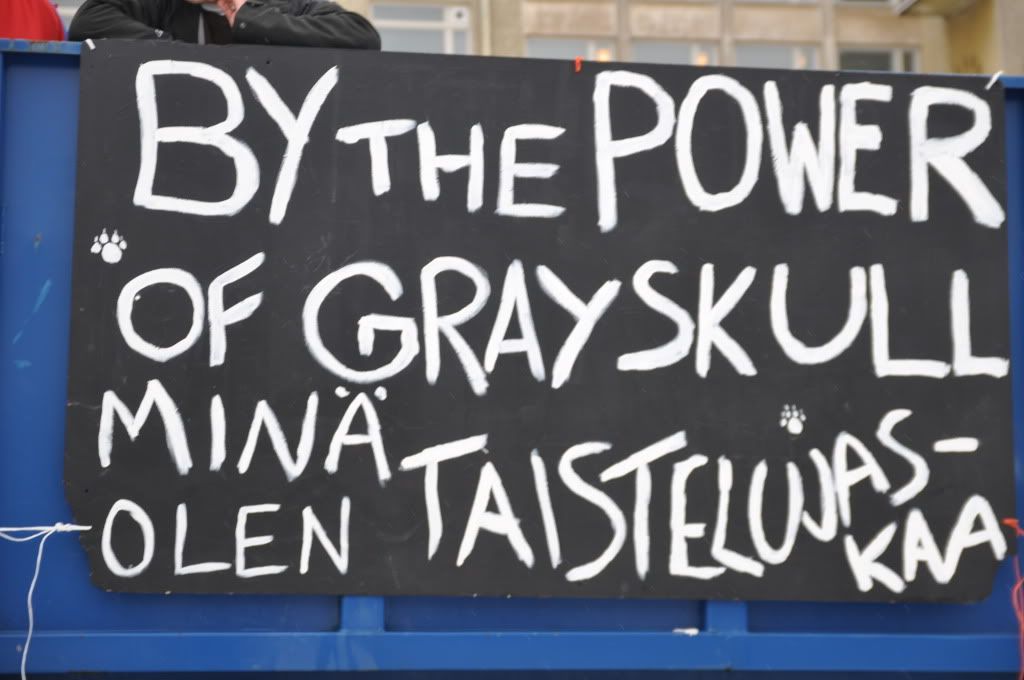 BY THE POWER
OF GRAYSKULL
MINÄ TAISTELUJAS-
OLEN KAA